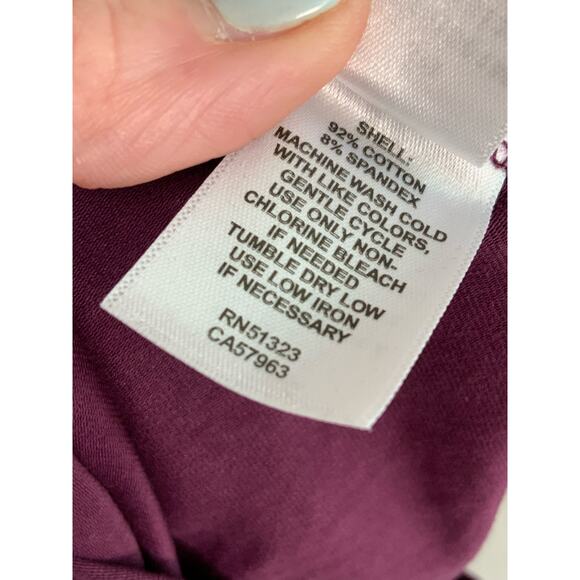 SHELL:
92% COTTON
8% SPANDEX
MACHINE WASH COLD
WITH LIKE COLORS,
GENTLE CYCLE
USE ONLY NON-
CHLORINE BLEACH
IF NEEDED
TUMBLE DRY LOW
USE LOW IRON
IF NECESSARY
RN51323
CA57963